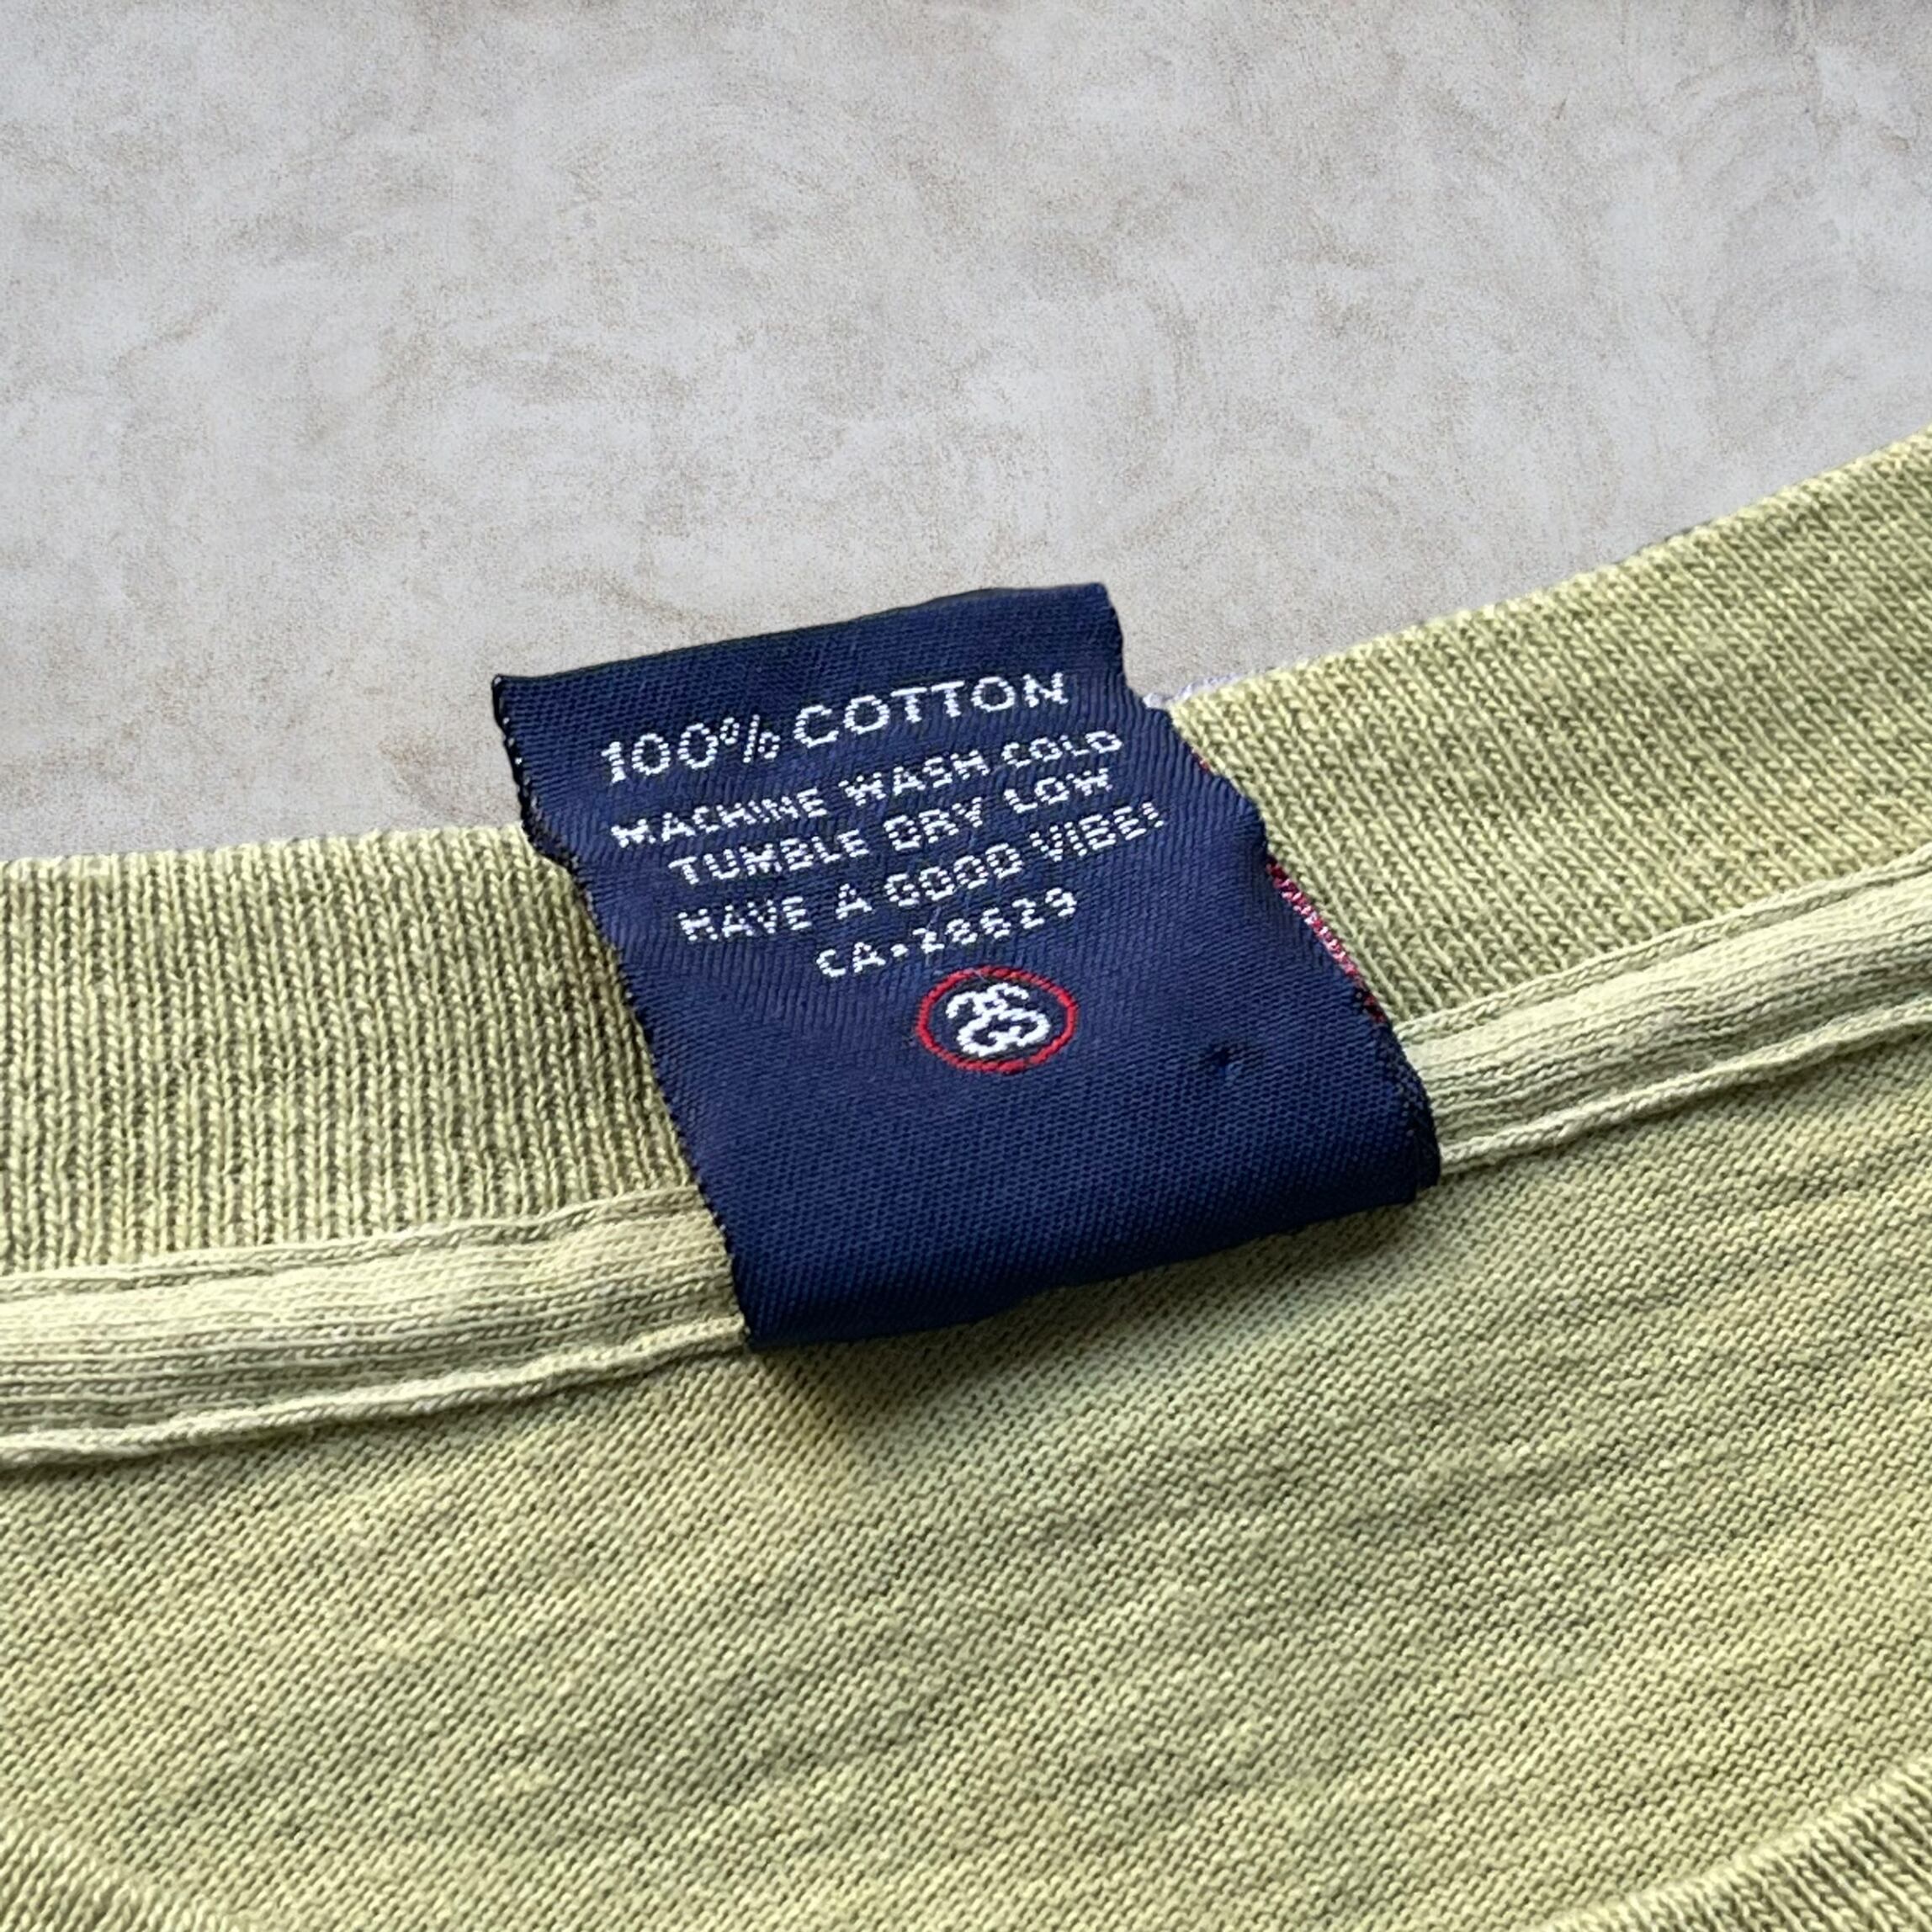 100% COTTON
MACHINE WASH COLD
TUMBLE DRY LOW
HAVE A GOOD VIBE!
CA•28629